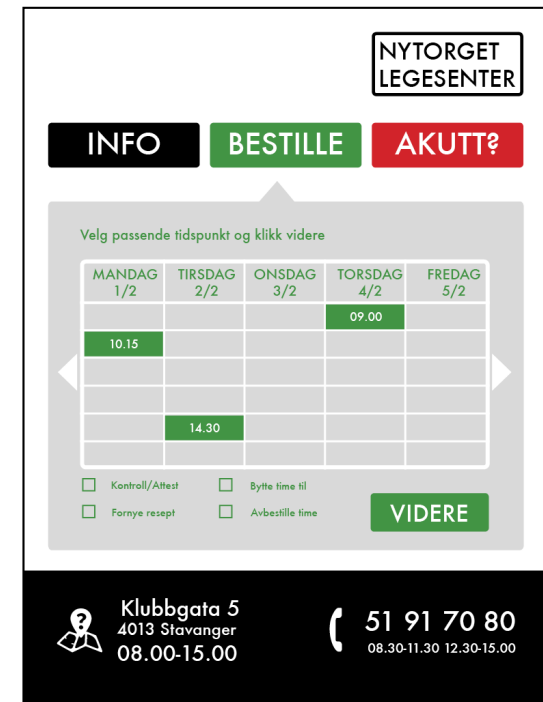 NYTORGET
LEGESENTER
INFO
BESTILLE
AKUTT?
Velg passende tidspunkt og klikk videre
MANDAG TIRSDAG ONSDAG TORSDAG FREDAG
1/2 2/2 3/2 4/2 5/2
09.00
10.15
14.30
Kontroll/Attest
Bytte time til
Fornye resept
Avbestille time
VIDERE
?
Klubbgata 5
4013 Stavanger
08.00-15.00
51 91 70 80
08.30-11.30 12.30-15.00